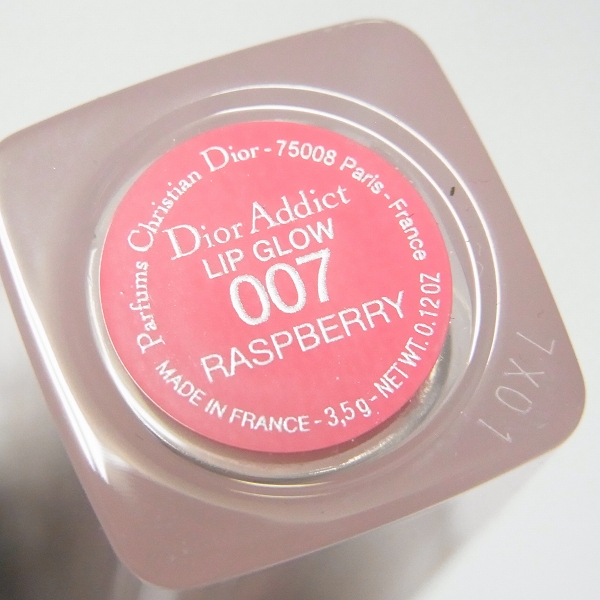 Parfums Christian Dior - 75008 Paris - France
Dior Addict
LIP GLOW
007
RASPBERRY
MADE IN FRANCE - 3,5 g - NET WT. 0.12 OZ
7X01